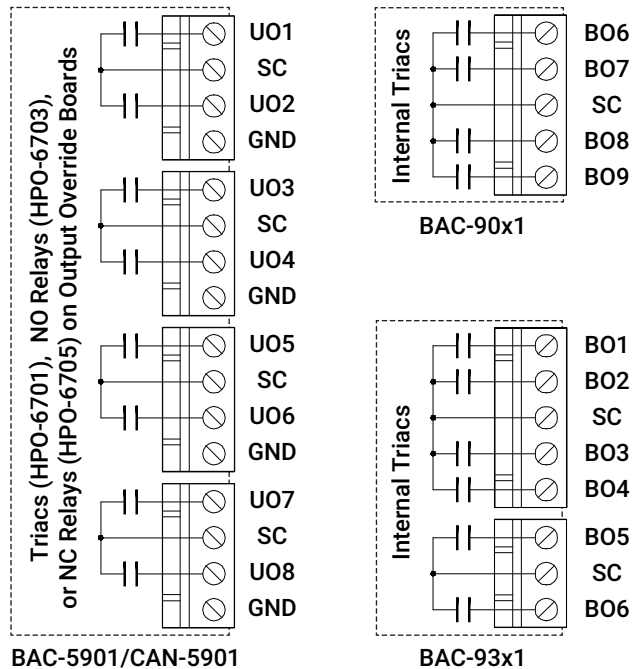 Triacs (HPO-6701), NO Relays (HPO-6703),
or NC Relays (HPO-6705) on Output Override Boards
UO1
SC
UO2
GND
UO3
SC
UO4
GND
UO5
SC
UO6
GND
UO7
SC
UO8
GND
BAC-5901/CAN-5901
Internal Triacs
BO6
BO7
SC
BO8
BO9
BAC-90x1
Internal Triacs
BO1
BO2
SC
BO3
BO4
BO5
SC
BO6
BAC-93x1